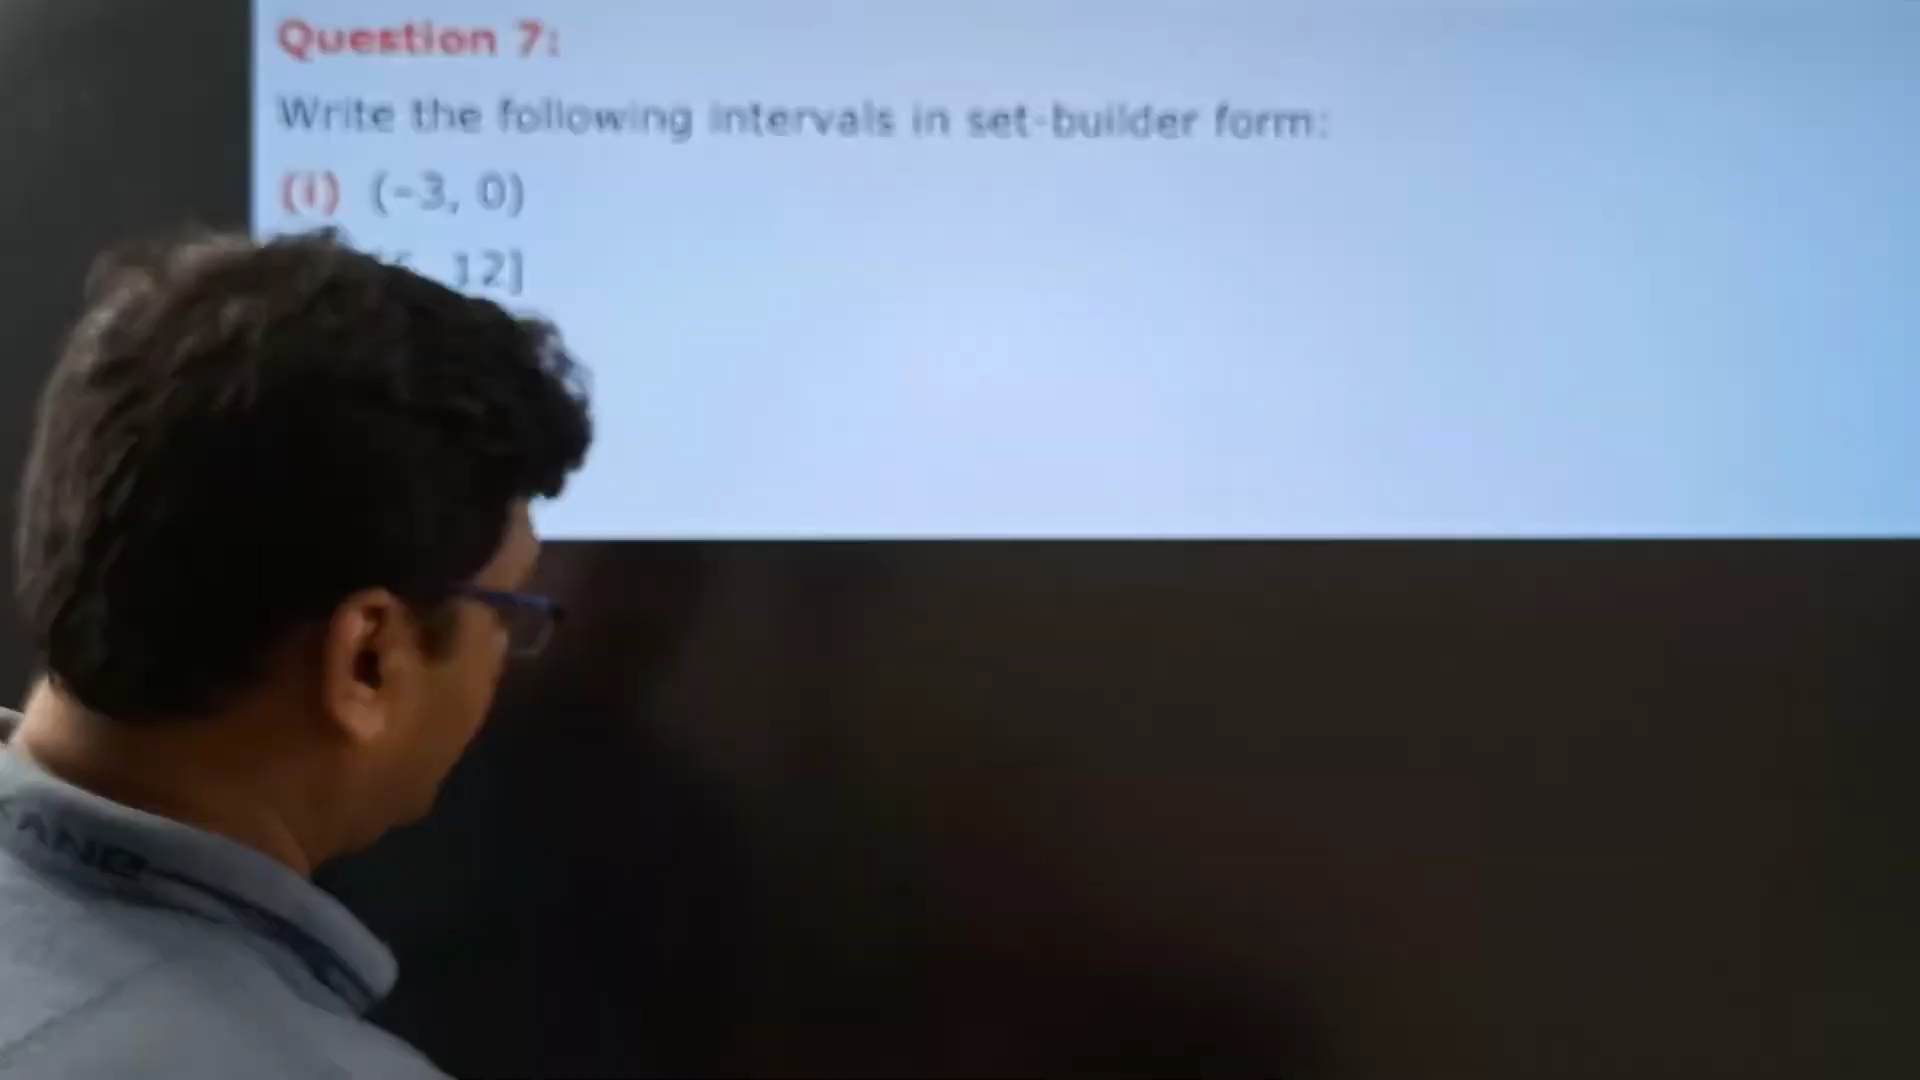 Question 7:
Write the following intervals in set-builder form:
(i) (-3, 0)
12]